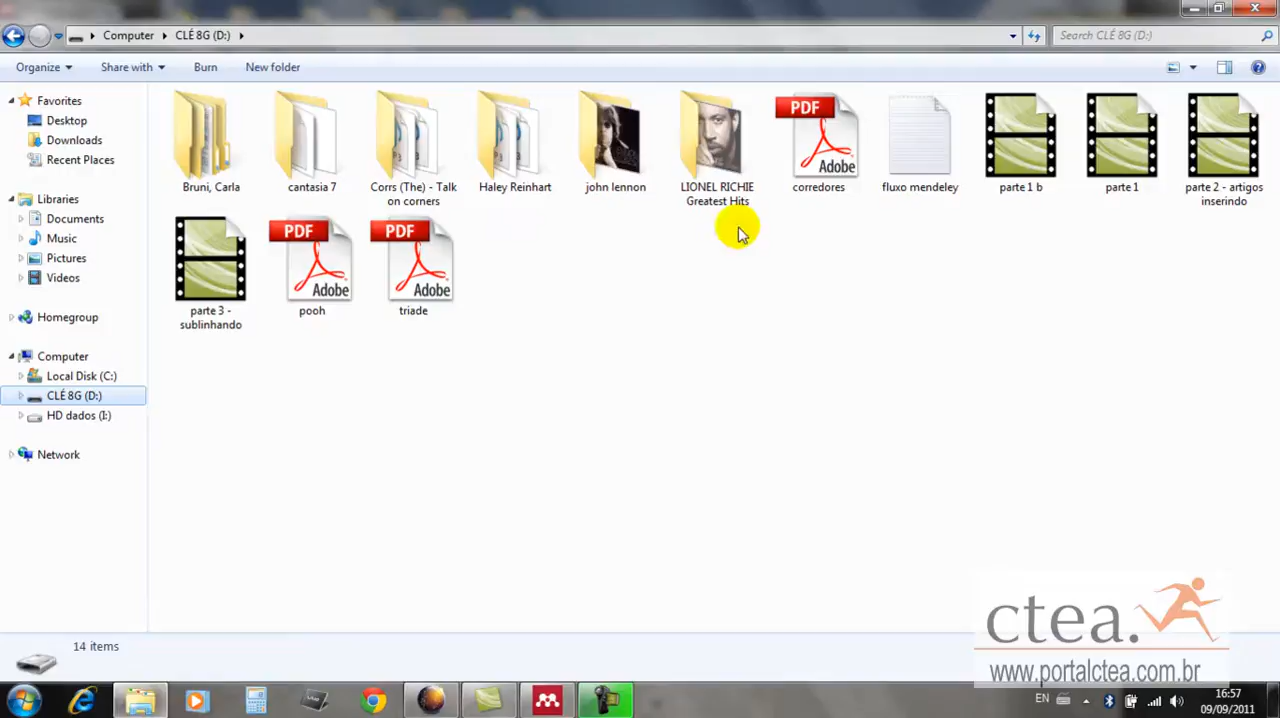 Computer CLÉ 8G (D:)
Search CLÉ 8G (D:)
Organize Share with Burn New folder
Favorites
Desktop
Downloads
Recent Places
Libraries
Documents
Music
Pictures
Videos
Homegroup
Computer
Local Disk (C:)
CLÉ 8G (D:)
HD dados (I:)
Network
Bruni, Carla
cantasia 7
Corrs (The) - Talk
on corners
Haley Reinhart
john lennon
LIONEL RICHIE
Greatest Hits
PDF
Adobe
corredores
fluxo mendeley
parte 1 b
parte 1
parte 2 - artigos
inserindo
parte 3 -
sublinhando
PDF
Adobe
pooh
PDF
Adobe
triade
14 items
ctea.
www.portalctea.com.br
EN
16:57
09/09/2011